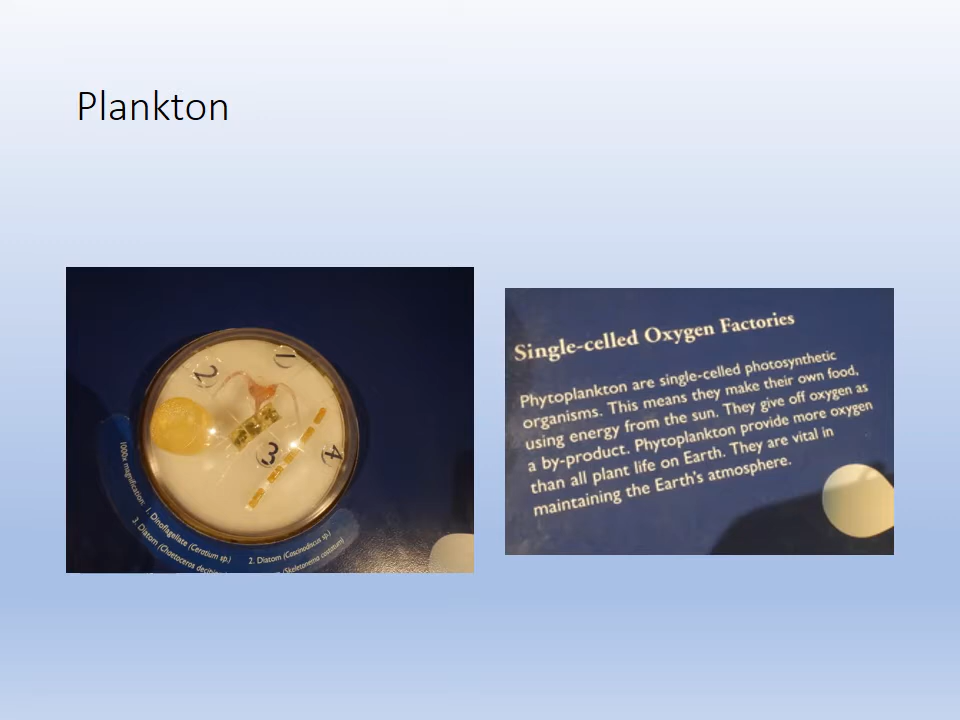 Plankton
2
1
3
4
1000x magnification: 1. Dinoflagellate (Ceratium sp.)
2. Diatom (Coscinodiscus sp.)
3. Diatom (Chaetoceros
(Skeletonema costatum)
Single-celled Oxygen Factories
Phytoplankton are single-celled photosynthetic
organisms. This means they make their own food,
using energy from the sun. They give off oxygen as
a by-product. Phytoplankton provide more oxygen
than all plant life on Earth. They are vital in
maintaining the Earth's atmosphere.